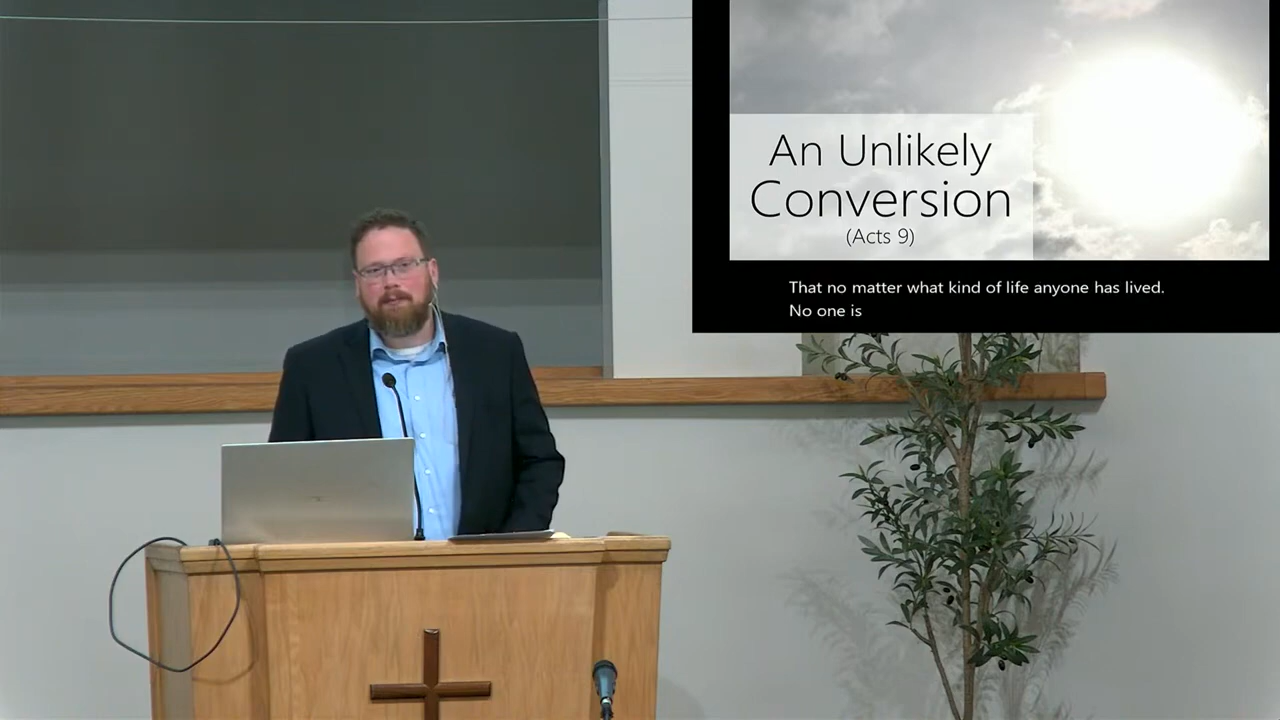 An Unlikely
Conversion
(Acts 9)
That no matter what kind of life anyone has lived.
No one is